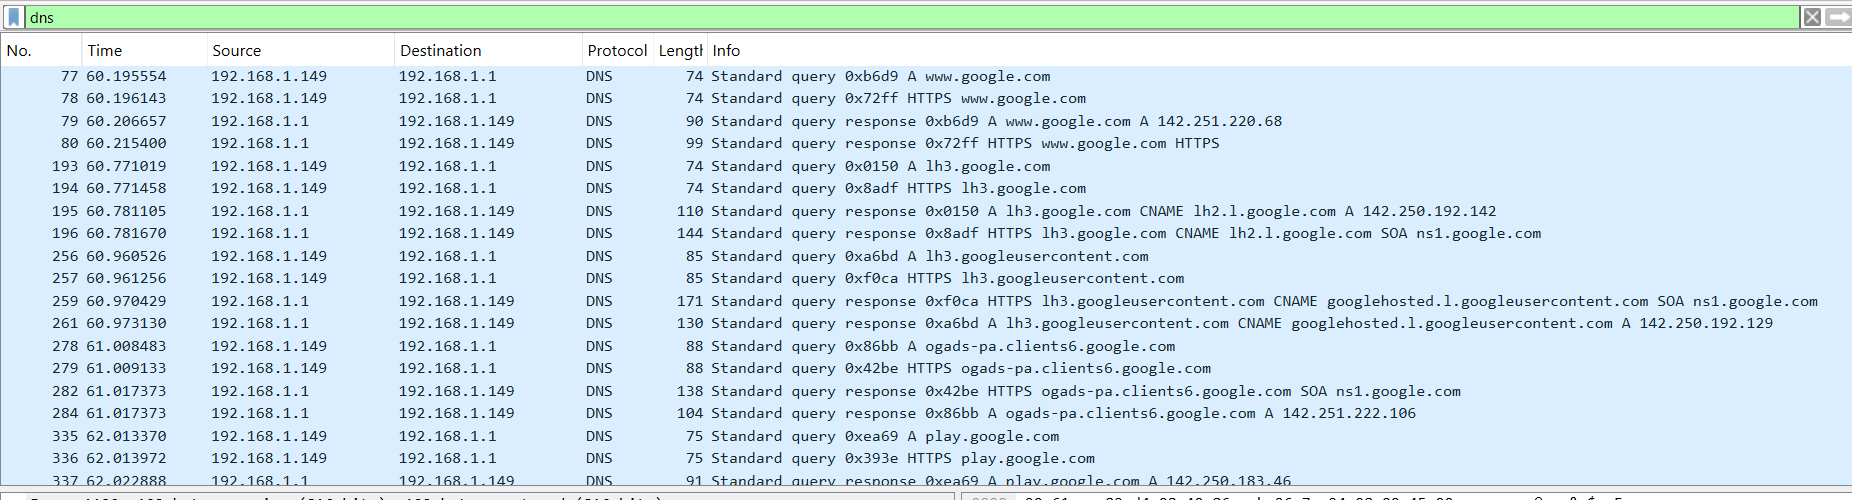 dns
No. Time Source Destination Protocol Lengt Info
77 60.195554 192.168.1.149 192.168.1.1 DNS 74 Standard query 0xb6d9 A www.google.com
78 60.196143 192.168.1.149 192.168.1.1 DNS 74 Standard query 0x72ff HTTPS www.google.com
79 60.206657 192.168.1.1 192.168.1.149 DNS 90 Standard query response 0xb6d9 A www.google.com A 142.251.220.68
80 60.215400 192.168.1.1 192.168.1.149 DNS 99 Standard query response 0x72ff HTTPS www.google.com HTTPS
193 60.771019 192.168.1.149 192.168.1.1 DNS 74 Standard query 0x0150 A lh3.google.com
194 60.771458 192.168.1.149 192.168.1.1 DNS 74 Standard query 0x8adf HTTPS lh3.google.com
195 60.781105 192.168.1.1 192.168.1.149 DNS 110 Standard query response 0x0150 A lh3.google.com CNAME lh2.l.google.com A 142.250.192.142
196 60.781670 192.168.1.1 192.168.1.149 DNS 144 Standard query response 0x8adf HTTPS lh3.google.com CNAME lh2.l.google.com SOA ns1.google.com
256 60.960526 192.168.1.149 192.168.1.1 DNS 85 Standard query 0xa6bd A lh3.googleusercontent.com
257 60.961256 192.168.1.149 192.168.1.1 DNS 85 Standard query 0xf0ca HTTPS lh3.googleusercontent.com
259 60.970429 192.168.1.1 192.168.1.149 DNS 171 Standard query response 0xf0ca HTTPS lh3.googleusercontent.com CNAME googlehosted.l.googleusercontent.com SOA ns1.google.com
261 60.973130 192.168.1.1 192.168.1.149 DNS 130 Standard query response 0xa6bd A lh3.googleusercontent.com CNAME googlehosted.l.googleusercontent.com A 142.250.192.129
278 61.008483 192.168.1.149 192.168.1.1 DNS 88 Standard query 0x86bb A ogads-pa.clients6.google.com
279 61.009133 192.168.1.149 192.168.1.1 DNS 88 Standard query 0x42be HTTPS ogads-pa.clients6.google.com
282 61.017373 192.168.1.1 192.168.1.149 DNS 138 Standard query response 0x42be HTTPS ogads-pa.clients6.google.com SOA ns1.google.com
284 61.017373 192.168.1.1 192.168.1.149 DNS 104 Standard query response 0x86bb A ogads-pa.clients6.google.com A 142.251.222.106
335 62.013370 192.168.1.149 192.168.1.1 DNS 75 Standard query 0xea69 A play.google.com
336 62.013972 192.168.1.149 192.168.1.1 DNS 75 Standard query 0x393e HTTPS play.google.com
337 62.022888 192.168.1.1 192.168.1.149 DNS 91 Standard query response 0xea69 A play.google.com A 142.250.183.46